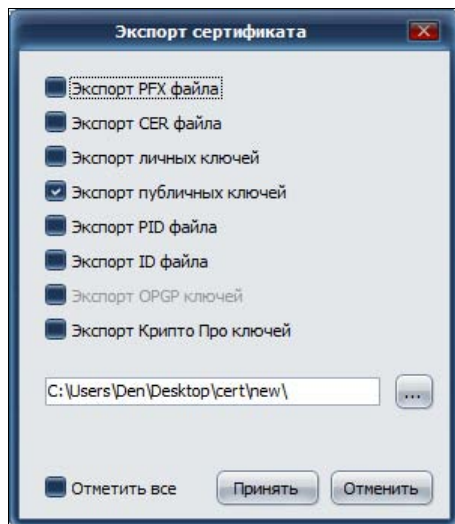 Экспорт сертификата
Экспорт PFX файла
Экспорт CER файла
Экспорт личных ключей
Экспорт публичных ключей
Экспорт PID файла
Экспорт ID файла
Экспорт OPGP ключей
Экспорт Крипто Про ключей
C:\Users\Den\Desktop\cert\new\ ...
Отметить все Принять Отменить